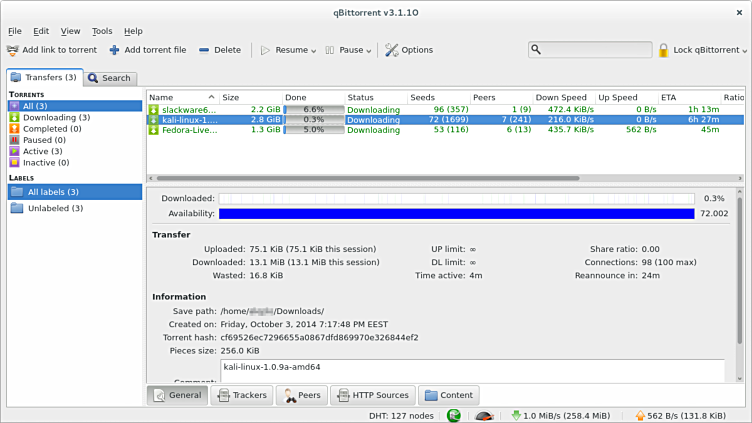 qBittorrent v3.1.10
File Edit View Tools Help
Add link to torrent Add torrent file Delete Resume Pause Options Lock qBittorrent
Transfers (3) Search
TORRENTS
All (3)
Downloading (3)
Completed (0)
Paused (0)
Active (3)
Inactive (0)
LABELS
All labels (3)
Unlabeled (3)
Name Size Done Status Seeds Peers Down Speed Up Speed ETA Ratio
slackware6... 2.2 GiB 6.6% Downloading 96 (357) 1 (9) 472.4 KiB/s 0 B/s 1h 13m
kali-linux-1.... 2.8 GiB 0.3% Downloading 72 (1699) 7 (241) 216.0 KiB/s 0 B/s 6h 27m
Fedora-Live... 1.3 GiB 5.0% Downloading 53 (116) 6 (13) 435.7 KiB/s 562 B/s 45m
Downloaded: 0.3%
Availability: 72.002
Transfer
Uploaded: 75.1 KiB (75.1 KiB this session) UP limit: ∞ Share ratio: 0.00
Downloaded: 13.1 MiB (13.1 MiB this session) DL limit: ∞ Connections: 98 (100 max)
Wasted: 16.8 KiB Time active: 4m Reannounce in: 24m
Information
Save path: /home/ /Downloads/
Created on: Friday, October 3, 2014 7:17:48 PM EEST
Torrent hash: cf69526ec7296655a0867dfd869970e326844ef2
Pieces size: 256.0 KiB
kali-linux-1.0.9a-amd64
Comment:
General Trackers Peers HTTP Sources Content
DHT: 127 nodes 1.0 MiB/s (258.4 MiB) 562 B/s (131.8 KiB)